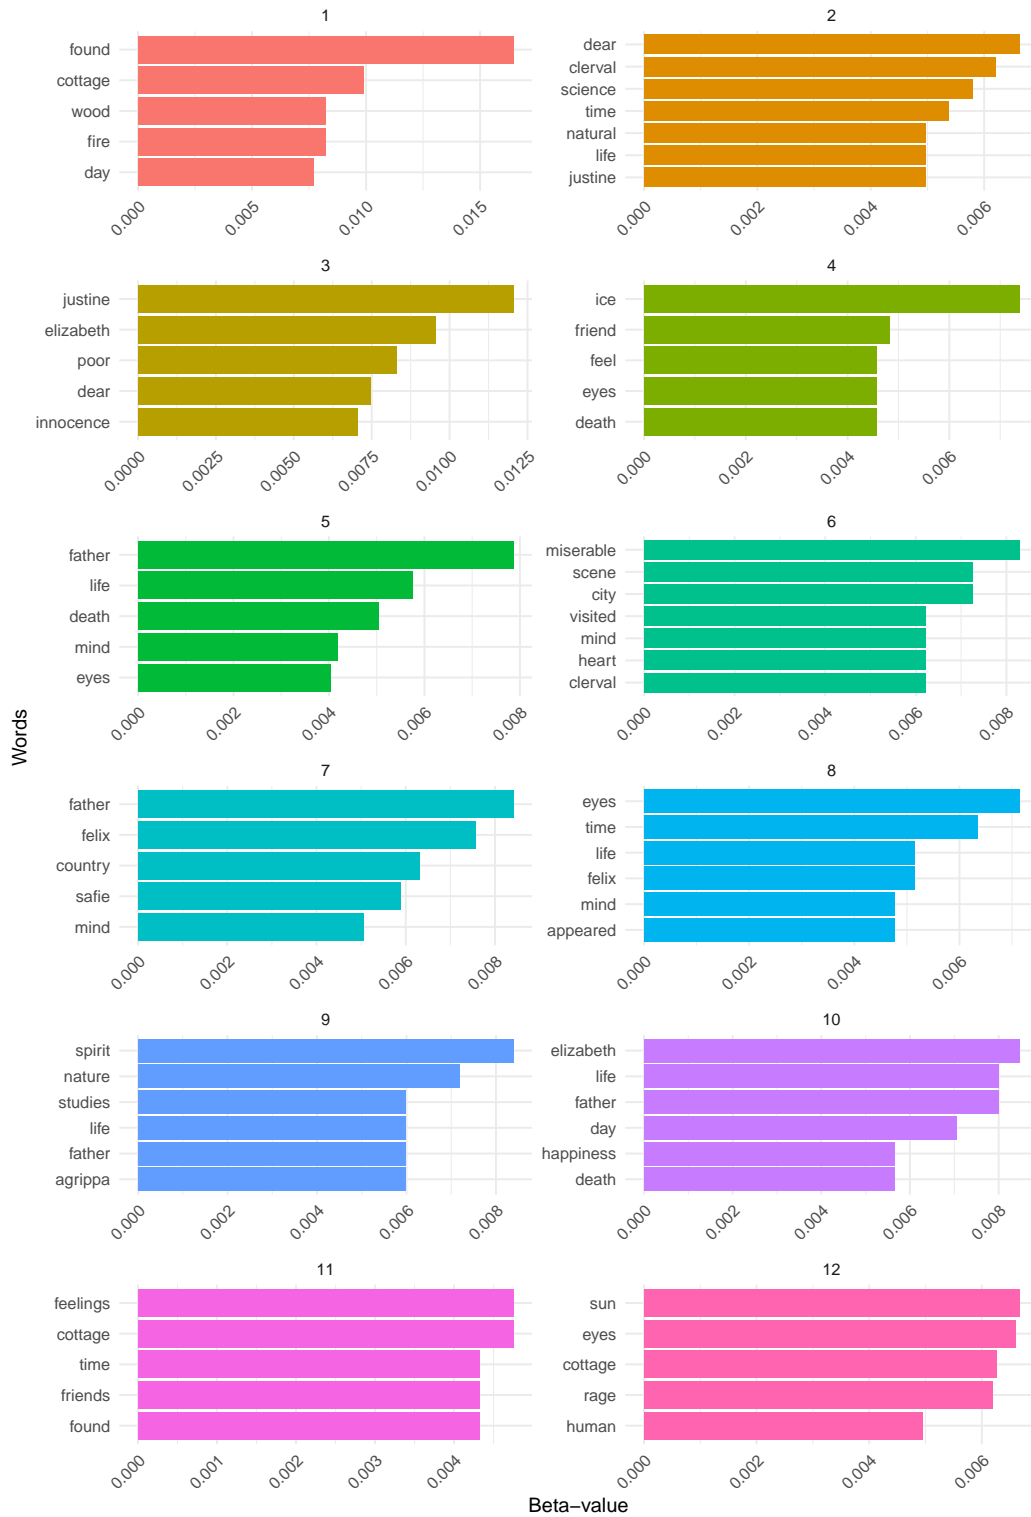 1
found
cottage
wood
fire
day
0.000
0.005
0.010
0.015
2
dear
clerval
science
time
natural
life
justine
0.000
0.002
0.004
0.006
3
justine
elizabeth
poor
dear
innocence
0.0000
0.0025
0.0050
0.0075
0.0100
0.0125
4
ice
friend
feel
eyes
death
0.000
0.002
0.004
0.006
5
father
life
death
mind
eyes
0.000
0.002
0.004
0.006
0.008
6
miserable
scene
city
visited
mind
heart
clerval
0.000
0.002
0.004
0.006
0.008
Words
7
father
felix
country
safie
mind
0.000
0.002
0.004
0.006
0.008
8
eyes
time
life
felix
mind
appeared
0.000
0.002
0.004
0.006
9
spirit
nature
studies
life
father
agrippa
0.000
0.002
0.004
0.006
0.008
10
elizabeth
life
father
day
happiness
death
0.000
0.002
0.004
0.006
0.008
11
feelings
cottage
time
friends
found
0.000
0.001
0.002
0.003
0.004
12
sun
eyes
cottage
rage
human
0.000
0.002
0.004
0.006
Beta−value